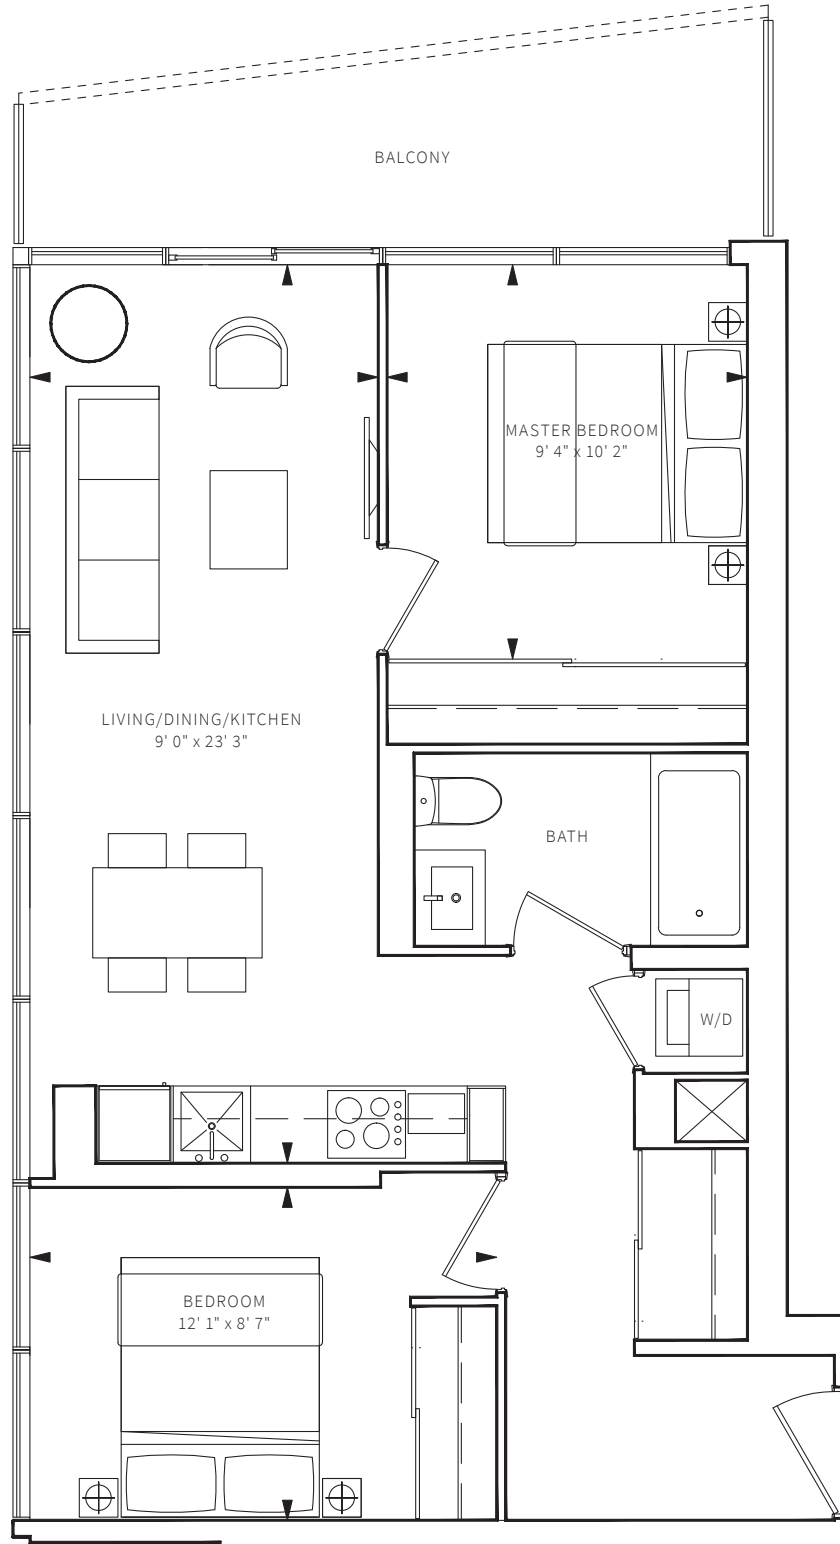 BALCONY
MASTER BEDROOM
9' 4" x 10' 2"
LIVING/DINING/KITCHEN
9' 0" x 23' 3"
BATH
W/D
BEDROOM
12' 1" x 8' 7"